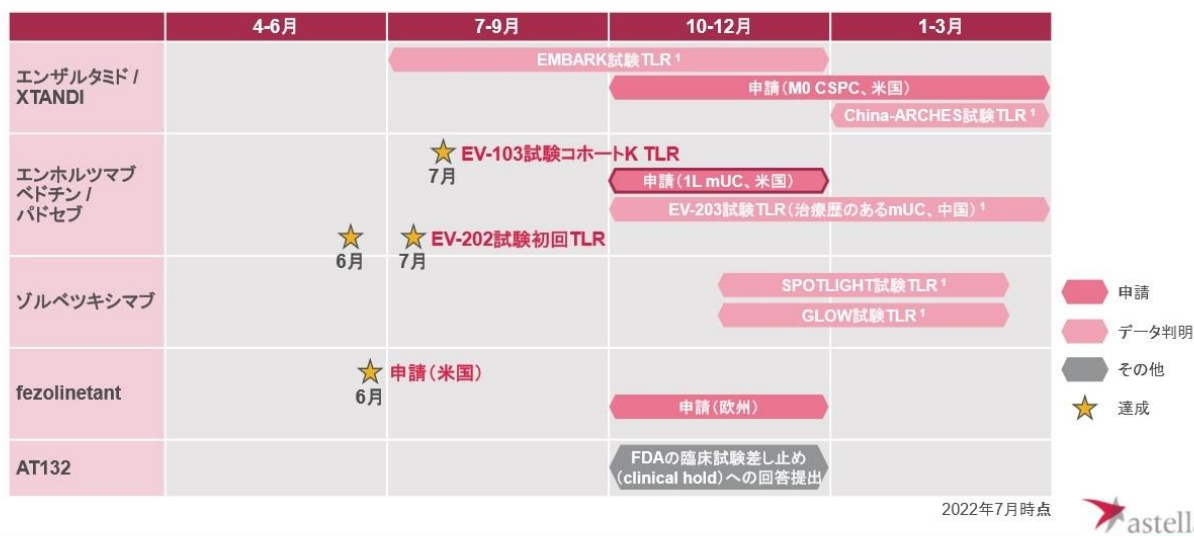 4-6月
7-9月
10-12月
1-3月
エンザルタミド /
XTANDI
EMBARK試験TLR 1
申請(M0 CSPC、米国)
China-ARCHES試験TLR 1
エンホルツマブ
ベドチン /
パドセブ
EV-103試験コホートK TLR
7月
申請(1L mUC、米国)
EV-203試験TLR(治療歴のあるmUC、中国) 1
EV-202試験初回TLR
6月
7月
ゾルベツキシマブ
SPOTLIGHT試験TLR 1
GLOW試験TLR 1
fezolinetant
申請(米国)
6月
申請(欧州)
AT132
FDAの臨床試験差し止め
(clinical hold)への回答提出
申請
データ判明
その他
達成
2022年7月時点
astell